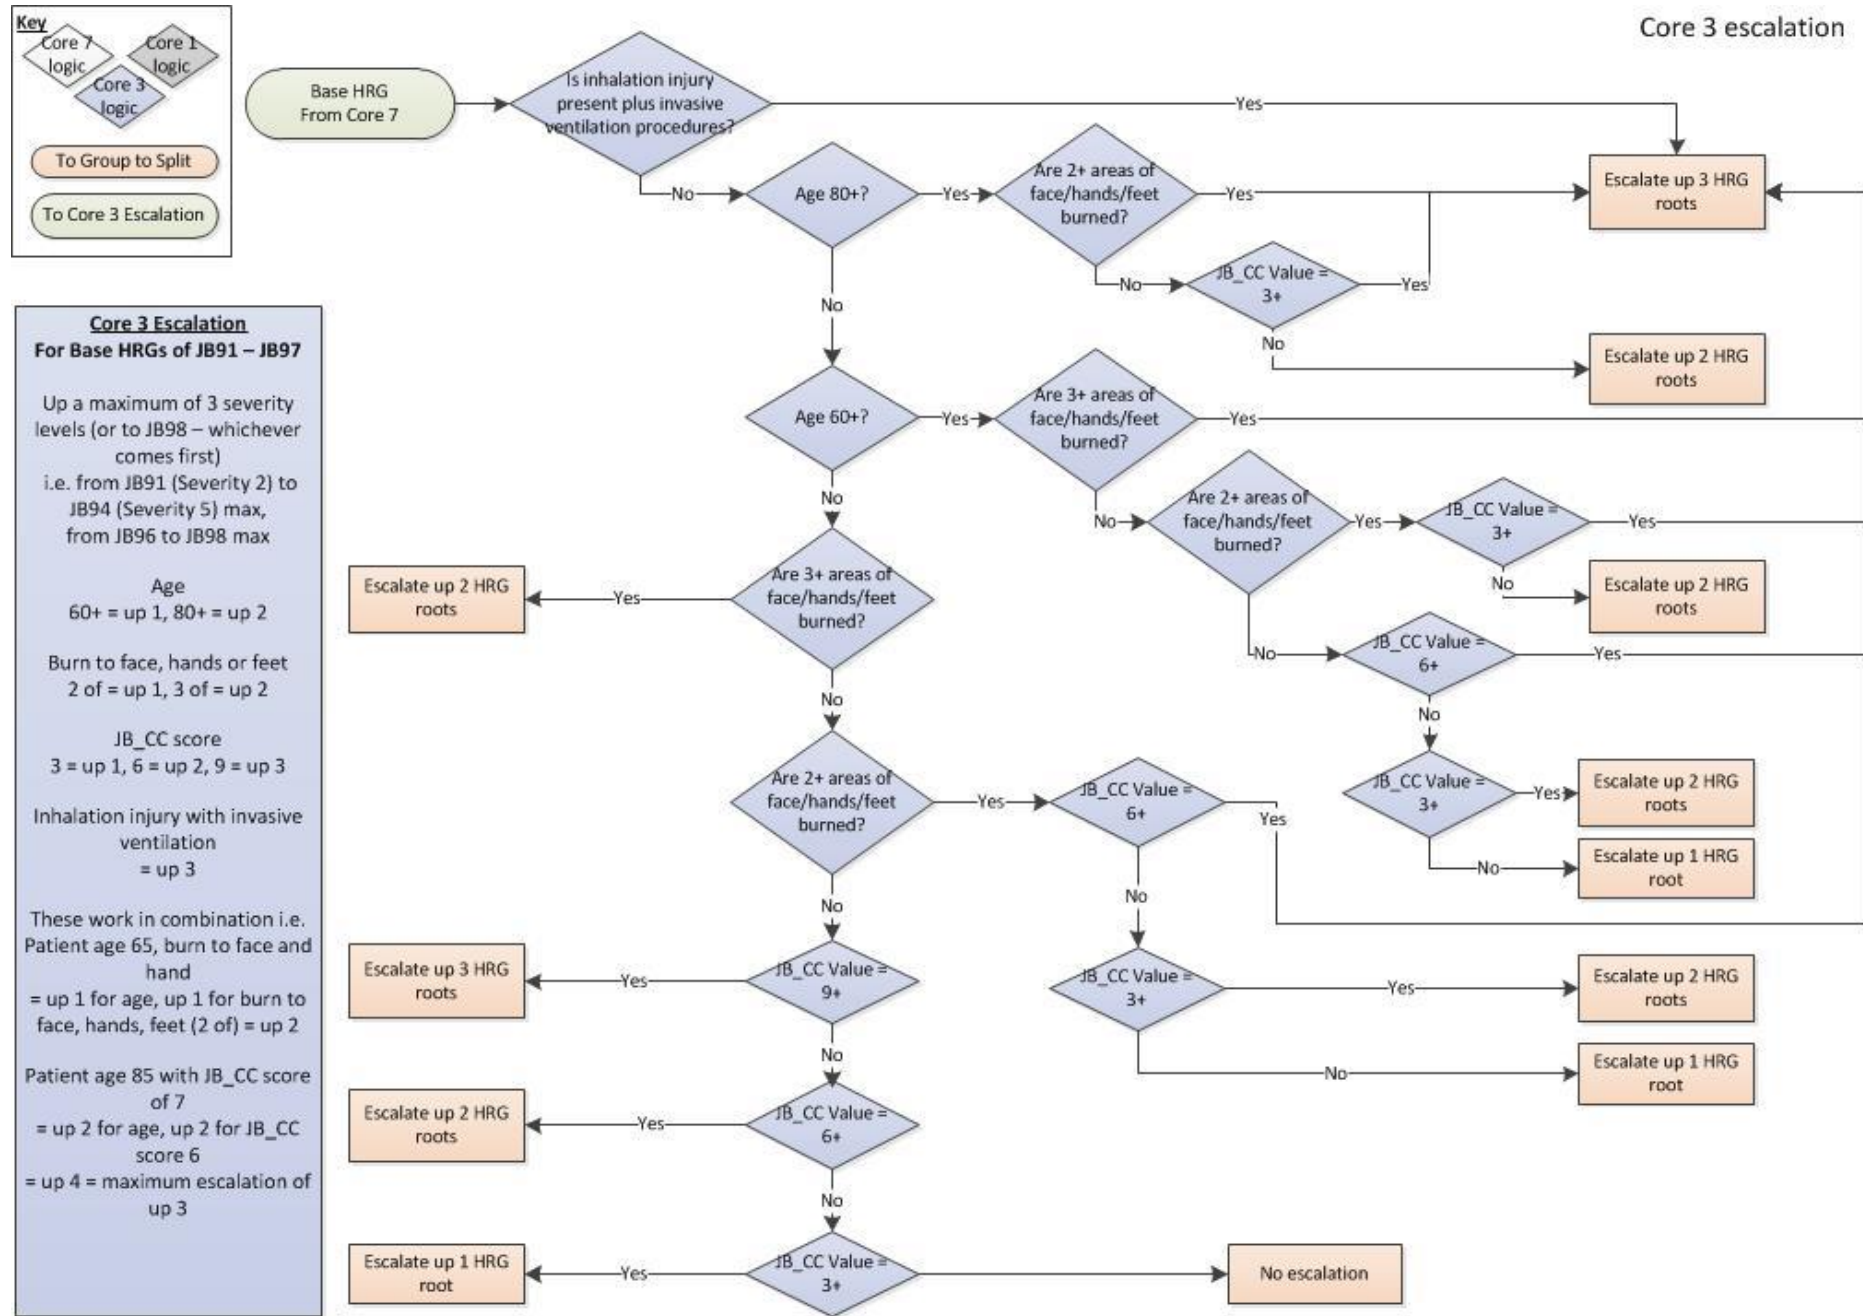 Core 3 escalation
Key
Core 7
logic
Core 1
logic
Core 3
logic
To Group to Split
To Core 3 Escalation
Base HRG
From Core 7
Is inhalation injury
present plus invasive
ventilation procedures?
Yes
No
Age 80+?
Yes
Are 2+ areas of
face/hands/feet
burned?
Yes
Escalate up 3 HRG
roots
No
JB_CC Value =
3+
Yes
No
Escalate up 2 HRG
roots
No
Age 60+?
Yes
Are 3+ areas of
face/hands/feet
burned?
Yes
No
Are 2+ areas of
face/hands/feet
burned?
Yes
JB_CC Value =
3+
Yes
No
Escalate up 2 HRG
roots
No
JB_CC Value =
6+
Yes
No
JB_CC Value =
3+
Yes
Escalate up 2 HRG
roots
No
Escalate up 1 HRG
root
No
Are 3+ areas of
face/hands/feet
burned?
Yes
Escalate up 2 HRG
roots
No
Are 2+ areas of
face/hands/feet
burned?
Yes
JB_CC Value =
6+
Yes
No
JB_CC Value =
3+
Yes
Escalate up 2 HRG
roots
No
Escalate up 1 HRG
root
No
JB_CC Value =
9+
Yes
Escalate up 3 HRG
roots
No
JB_CC Value =
6+
Yes
Escalate up 2 HRG
roots
No
JB_CC Value =
3+
Yes
Escalate up 1 HRG
root
No escalation
Core 3 Escalation
For Base HRGs of JB91 – JB97
Up a maximum of 3 severity
levels (or to JB98 – whichever
comes first)
i.e. from JB91 (Severity 2) to
JB94 (Severity 5) max,
from JB96 to JB98 max
Age
60+ = up 1, 80+ = up 2
Burn to face, hands or feet
2 of = up 1, 3 of = up 2
JB_CC score
3 = up 1, 6 = up 2, 9 = up 3
Inhalation injury with invasive
ventilation
= up 3
These work in combination i.e.
Patient age 65, burn to face and
hand
= up 1 for age, up 1 for burn to
face, hands, feet (2 of) = up 2
Patient age 85 with JB_CC score
of 7
= up 2 for age, up 2 for JB_CC
score 6
= up 4 = maximum escalation of
up 3